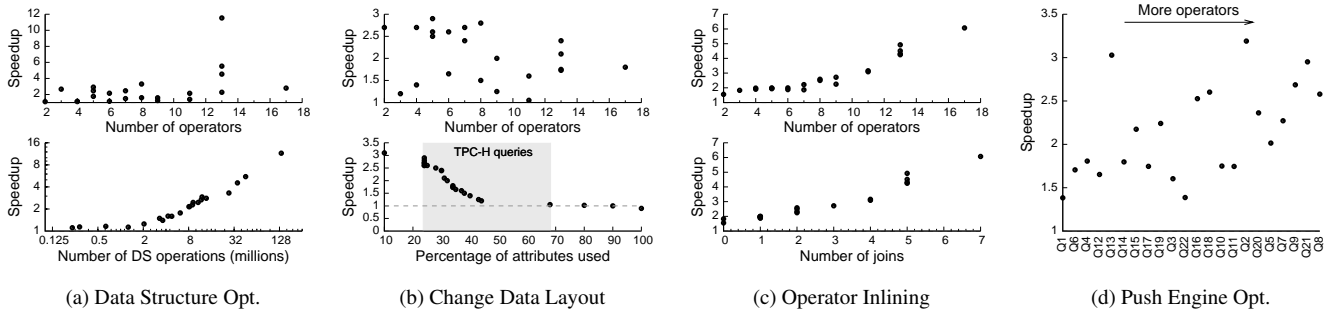 12
10
8
6
4
2
0
Speedup
2 4 6 8 10 12 14 16 18
Number of operators
16
8
4
2
1
Speedup
0.125 0.5 2 8 32 128
Number of DS operations (millions)
(a) Data Structure Opt.
3
2.5
2
1.5
1
Speedup
2 4 6 8 10 12 14 16 18
Number of operators
3.5
3
2.5
2
1.5
1
0.5
0
Speedup
TPC-H queries
10 20 30 40 50 60 70 80 90 100
Percentage of attributes used
(b) Change Data Layout
7
6
5
4
3
2
1
Speedup
2 4 6 8 10 12 14 16 18
Number of operators
7
6
5
4
3
2
1
Speedup
0 1 2 3 4 5 6 7
Number of joins
(c) Operator Inlining
3.5
3
2.5
2
1.5
1
Speedup
More operators
Q1 Q6 Q4 Q12 Q13 Q14 Q15 Q17 Q19 Q3 Q22 Q16 Q18 Q10 Q11 Q2 Q20 Q5 Q7 Q9 Q21 Q8
(d) Push Engine Opt.